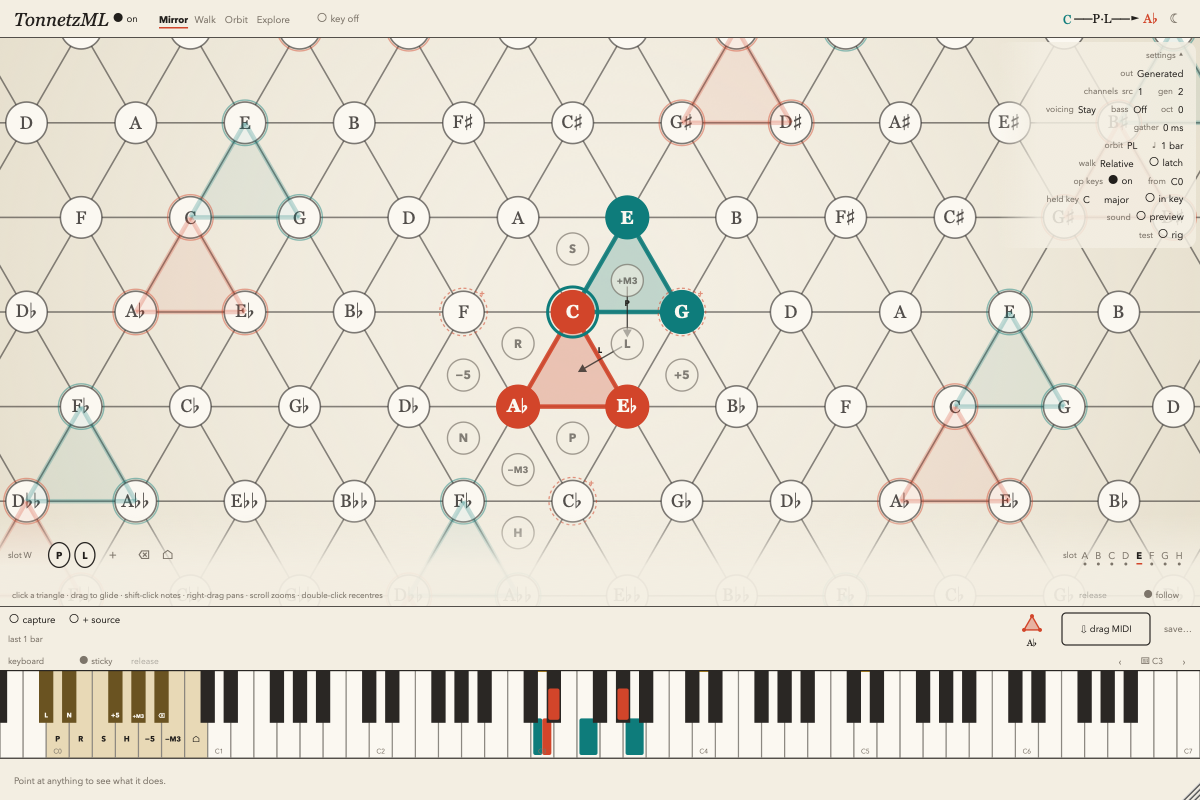 TonnetzML on Mirror Walk Orbit Explore key off C P·L A♭
settings
out Generated
D A E B F♯ C♯ G♯ D♯ A♯ E♯ B♯
channels src 1 gen 2
voicing Stay bass Off oct 0
gather 0 ms
orbit PL ♩ 1 bar
walk Relative latch
op keys on from C0
held key C major in key
F C G D A E B F♯ C♯ G♯
sound preview
test rig
S
+M3
P
D♭ A♭ E♭ B♭ F C G D A E B
R L
L
−5 +5
F♭ C♭ G♭ D♭ A♭ E♭ B♭ F C G D
N P
−M3
D♭♭ A♭♭ E♭♭ B♭♭ F♭ C♭ G♭ D♭ A♭ E♭ B♭
H
slot W P L + slot A B C D E F G H
click a triangle · drag to glide · shift-click notes · right-drag pans · scroll zooms · double-click recentres release follow
D♭♭ A♭♭ E♭♭ B♭♭ F♭ C♭ G♭
capture + source
A♭ drag MIDI save...
last 1 bar
keyboard sticky release ‹ C3 ›
L N +5 +M3
P R S H −5 −M3
C0 C1 C2 C4 C5 C6 C7
Point at anything to see what it does.